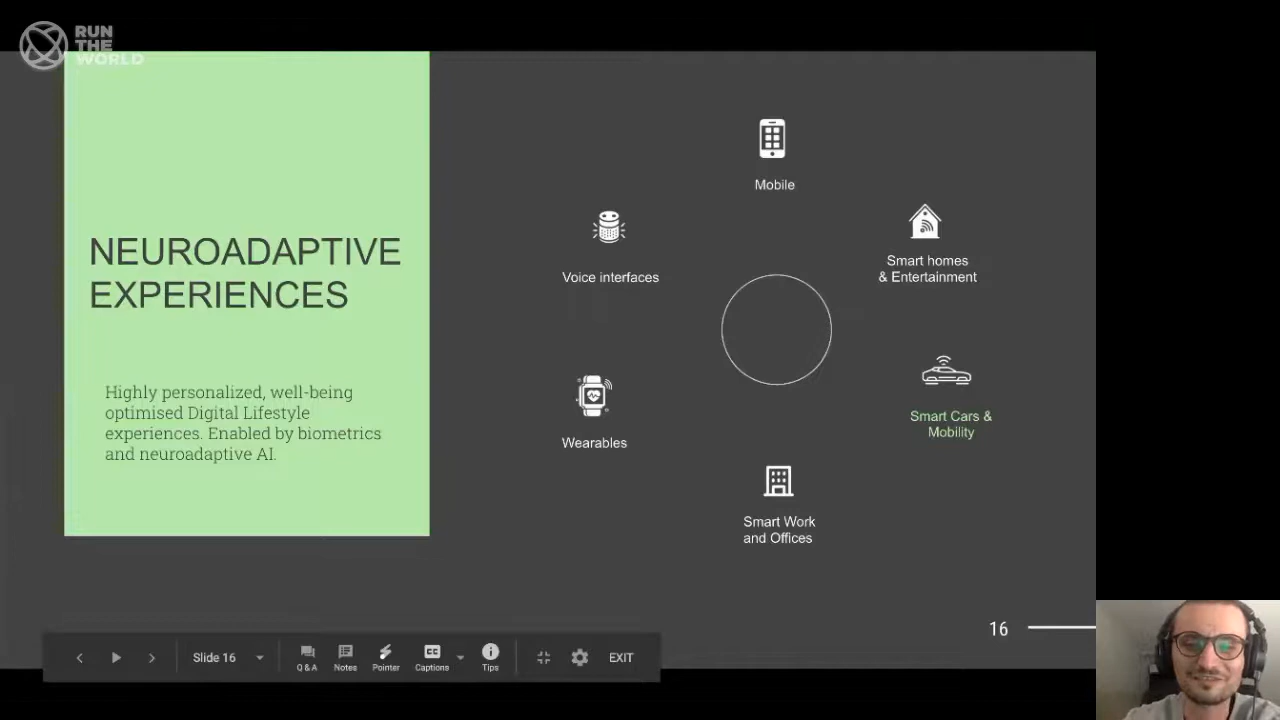 RUN
THE
WORLD
NEUROADAPTIVE
EXPERIENCES
Highly personalized, well-being
optimised Digital Lifestyle
experiences. Enabled by biometrics
and neuroadaptive AI.
Mobile
Voice interfaces
Smart homes
& Entertainment
Wearables
Smart Cars &
Mobility
Smart Work
and Offices
16
Slide 16
Q & A
Notes
Pointer
CC
Captions
Tips
EXIT